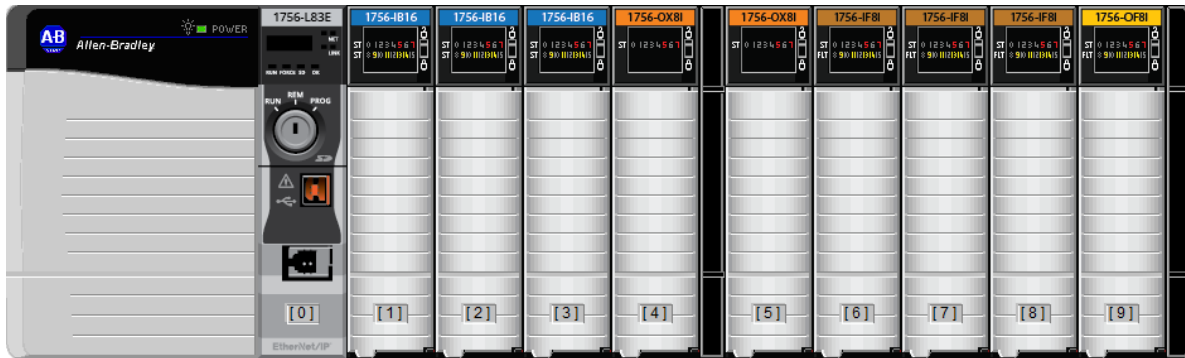 A·B
Allen-Bradley
POWER
1756-L83E
NET
LINK
RUN FORCE SD OK
RUN REM PROG
[0]
EtherNet/IP
1756-IB16
ST 0 1 2 3 4 5 6 7
ST 8 9 10 11 12 13 14 15
[1]
1756-IB16
ST 0 1 2 3 4 5 6 7
ST 8 9 10 11 12 13 14 15
[2]
1756-IB16
ST 0 1 2 3 4 5 6 7
ST 8 9 10 11 12 13 14 15
[3]
1756-OX8I
ST 0 1 2 3 4 5 6 7
[4]
1756-OX8I
ST 0 1 2 3 4 5 6 7
[5]
1756-IF8I
ST 0 1 2 3 4 5 6 7
FLT 8 9 10 11 12 13 14 15
[6]
1756-IF8I
ST 0 1 2 3 4 5 6 7
FLT 8 9 10 11 12 13 14 15
[7]
1756-IF8I
ST 0 1 2 3 4 5 6 7
FLT 8 9 10 11 12 13 14 15
[8]
1756-OF8I
ST 0 1 2 3 4 5 6 7
FLT 8 9 10 11 12 13 14 15
[9]